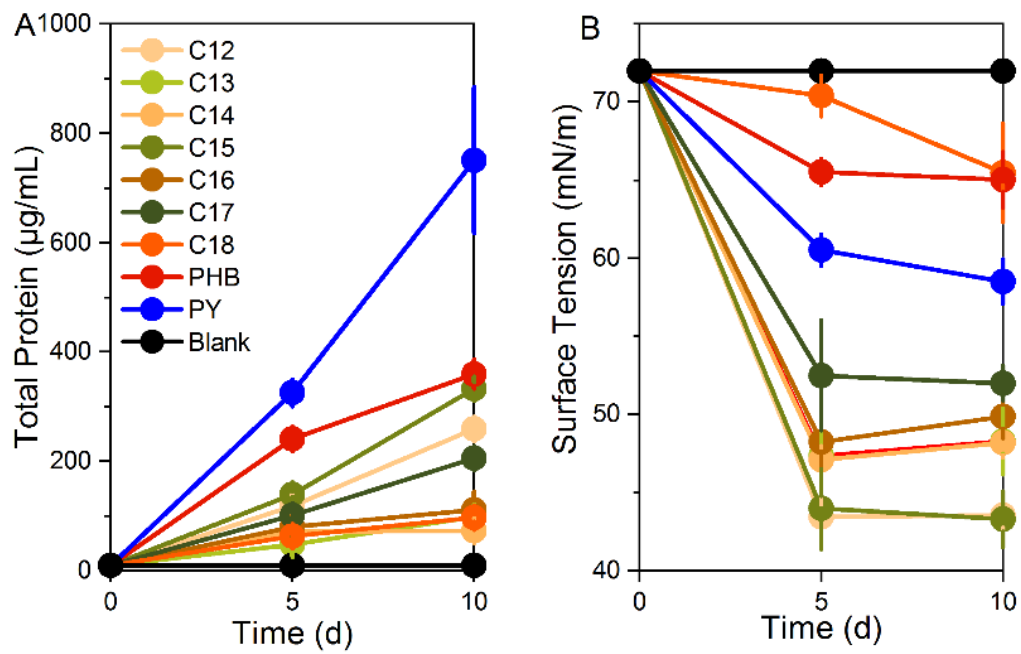 A
1000
800
600
400
200
0
Total Protein (µg/mL)
C12
C13
C14
C15
C16
C17
C18
PHB
PY
Blank
0
5
10
Time (d)
B
70
60
50
40
Surface Tension (mN/m)
0
5
10
Time (d)